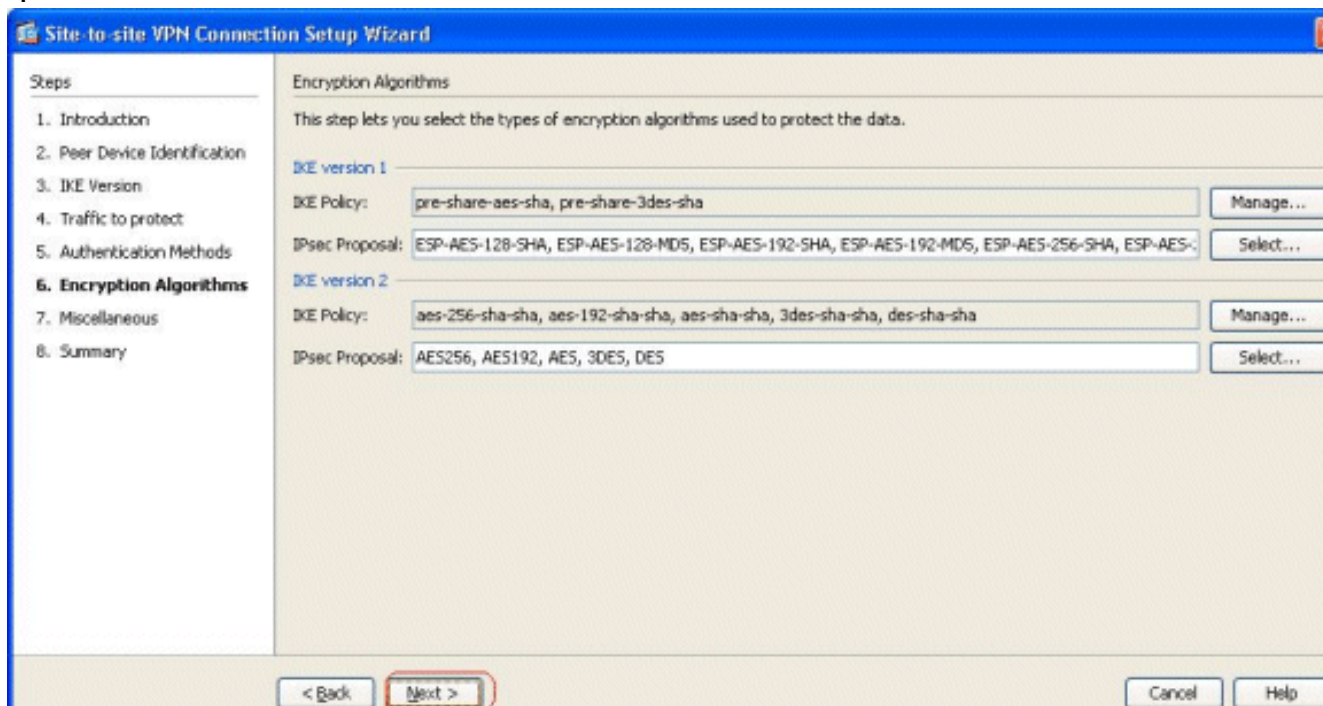 Site-to-site VPN Connection Setup Wizard
Steps
1. Introduction
2. Peer Device Identification
3. IKE Version
4. Traffic to protect
5. Authentication Methods
6. Encryption Algorithms
7. Miscellaneous
8. Summary
Encryption Algorithms
This step lets you select the types of encryption algorithms used to protect the data.
IKE version 1
IKE Policy: pre-share-aes-sha, pre-share-3des-sha Manage...
IPsec Proposal: ESP-AES-128-SHA, ESP-AES-128-MD5, ESP-AES-192-SHA, ESP-AES-192-MD5, ESP-AES-256-SHA, ESP-AES- Select...
IKE version 2
IKE Policy: aes-256-sha-sha, aes-192-sha-sha, aes-sha-sha, 3des-sha-sha, des-sha-sha Manage...
IPsec Proposal: AES256, AES192, AES, 3DES, DES Select...
< Back Next > Cancel Help